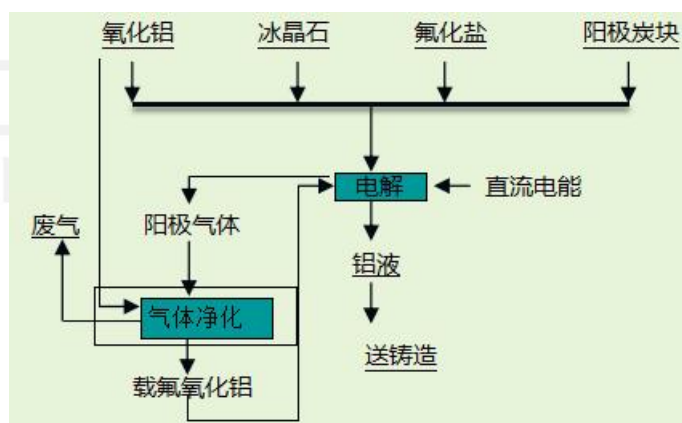 氧化铝 冰晶石 氟化盐 阳极炭块
电解 直流电能
废气 阳极气体
铝液
气体净化
送铸造
载氟氧化铝